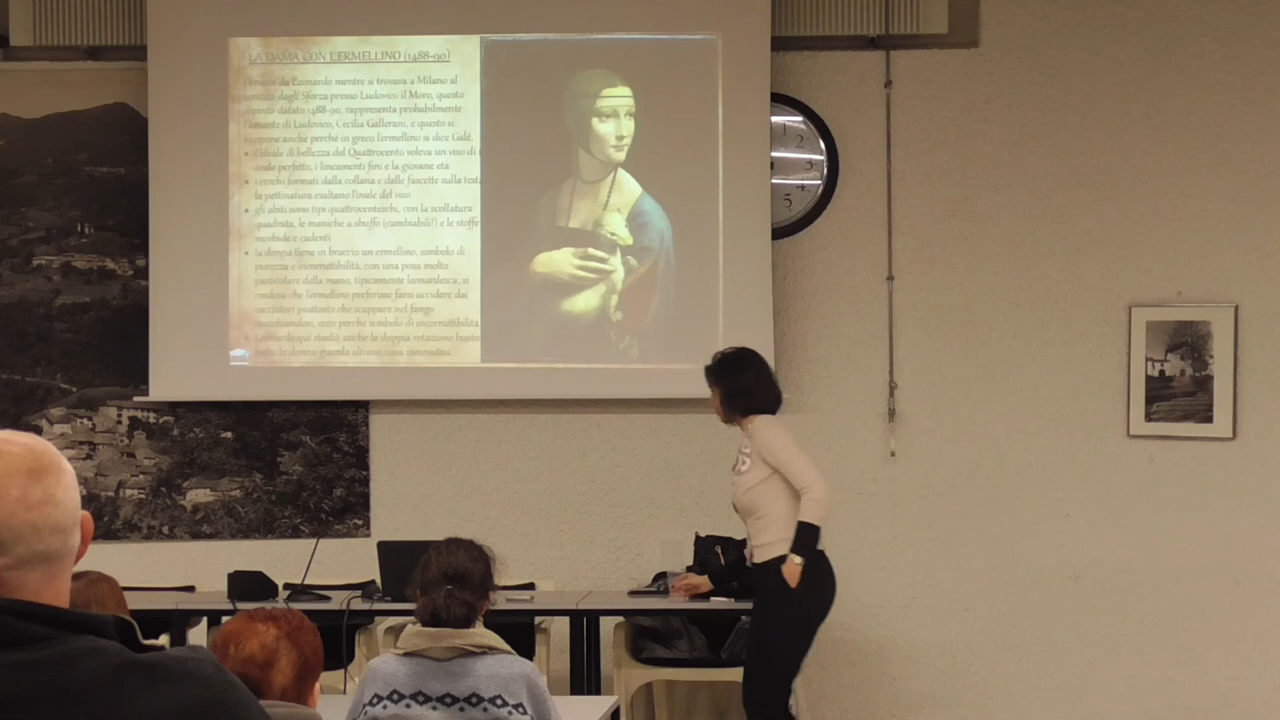 LA DAMA CON L'ERMELLINO (1488-90)
da Leonardo mentre si trovava a Milano al
degli Sforza presso Ludovico il Moro, questo
dipinto datato 1488-90, rappresenta probabilmente
l'amante di Ludovico, Cecilia Gallerani, e questo si
suppone anche perché in greco l'ermellino si dice Galé.
• l'ideale di bellezza del Quattrocento voleva un viso di
ovale perfetto, i lineamenti fini e la giovane età
• i cerchi formati dalla collana e dalle fascette sulla testa
la pettinatura esaltano l'ovale del viso
• gli abiti sono tipi quattrocenteschi, con la scollatura
quadrata, le maniche a sbuffo (cambiabili!) e le stoffe
morbide e cadenti
• la donna tiene in braccio un ermellino, simbolo di
purezza e incorruttibilità, con una posa molto
particolare della mano, tipicamente leonardesca; si
credeva che l'ermellino preferisse farsi uccidere dai
cacciatori piuttosto che scappare nel fango
macchiandosi, ecco perché simbolo di incorruttibilità
• Leonardo qui studiò anche la doppia rotazione busto
la donna guarda altrove, cosa innovativa.
1
2
3
4
5